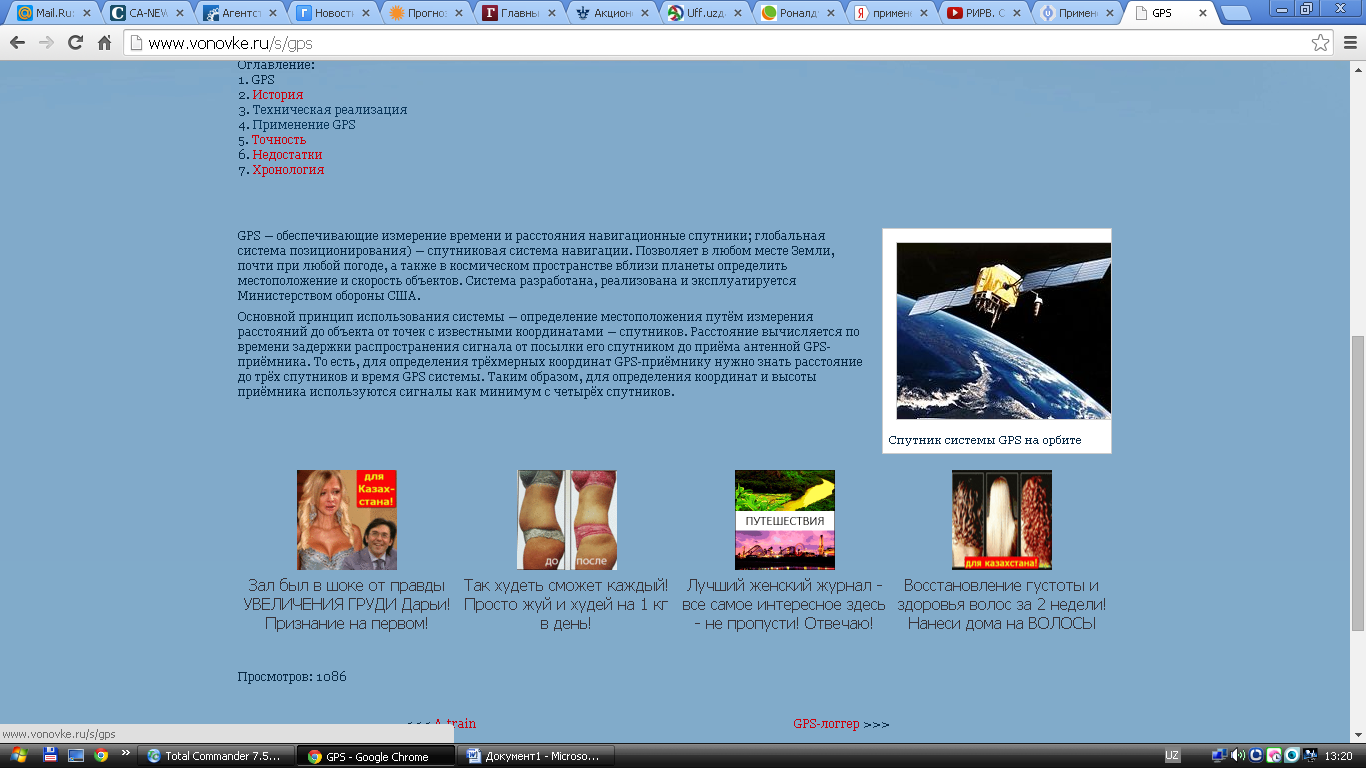 Mail.Ru
CA-NEW
Агентст
Новост
Прогно
Главны
Акцион
Uff.uzд
Роналд
примен
РИРВ. С
Примен
GPS
www.vonovke.ru/s/gps
Оглавление:
1. GPS
2. История
3. Техническая реализация
4. Применение GPS
5. Точность
6. Недостатки
7. Хронология
GPS — обеспечивающие измерение времени и расстояния навигационные спутники; глобальная
система позиционирования) — спутниковая система навигации. Позволяет в любом месте Земли,
почти при любой погоде, а также в космическом пространстве вблизи планеты определить
местоположение и скорость объектов. Система разработана, реализована и эксплуатируется
Министерством обороны США.
Основной принцип использования системы — определение местоположения путём измерения
расстояний до объекта от точек с известными координатами — спутников. Расстояние вычисляется по
времени задержки распространения сигнала от посылки его спутником до приёма антенной GPS-
приёмника. То есть, для определения трёхмерных координат GPS-приёмнику нужно знать расстояние
до трёх спутников и время GPS системы. Таким образом, для определения координат и высоты
приёмника используются сигналы как минимум с четырёх спутников.
Спутник системы GPS на орбите
для
Казах-
стана!
до после
ПУТЕШЕСТВИЯ
для казахстана!
Зал был в шоке от правды
УВЕЛИЧЕНИЯ ГРУДИ Дарьи!
Признание на первом!
Так худеть сможет каждый!
Просто жуй и худей на 1 кг
в день!
Лучший женский журнал -
все самое интересное здесь
- не пропусти! Отвечаю!
Восстановление густоты и
здоровья волос за 2 недели!
Нанеси дома на ВОЛОСЫ
Просмотров: 1086
<<< A-train
GPS-логгер >>>
www.vonovke.ru/s/gps
Total Commander 7.5...
GPS - Google Chrome
Документ1 - Microso...
UZ
13:20